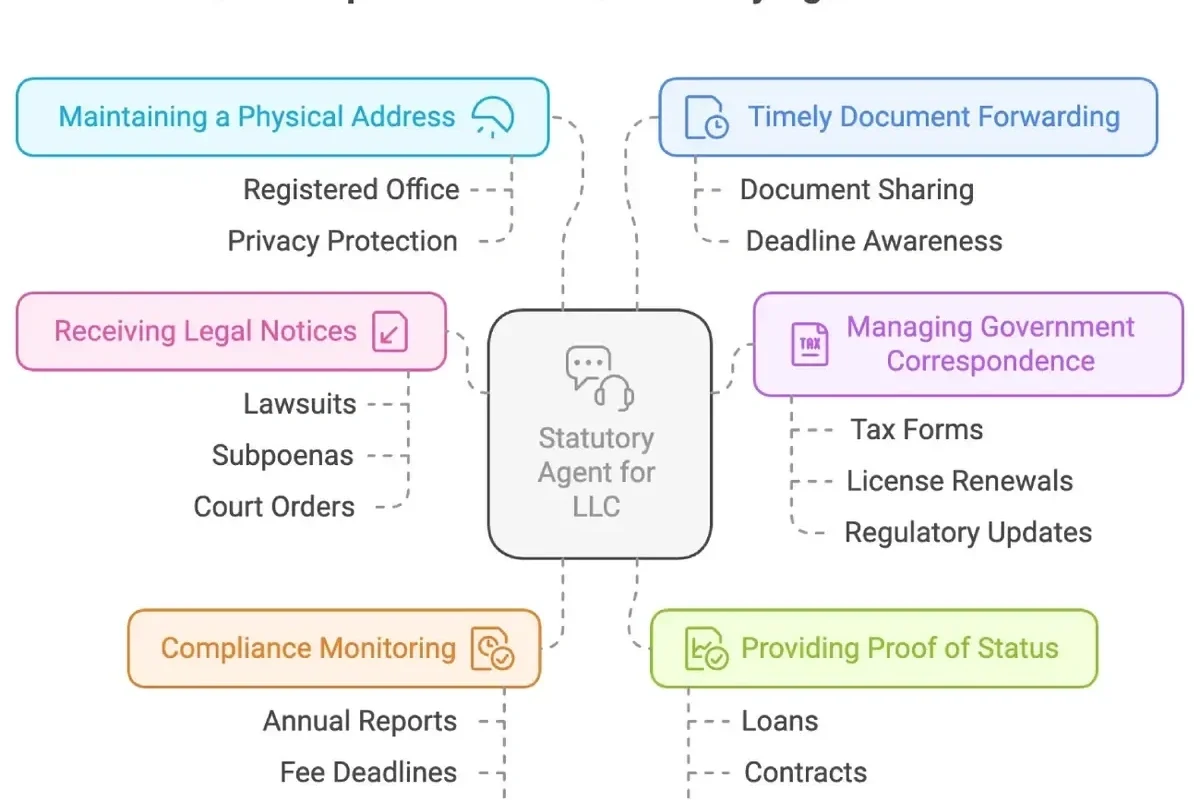 Maintaining a Physical Address
Registered Office
Privacy Protection
Timely Document Forwarding
Document Sharing
Deadline Awareness
Receiving Legal Notices
Lawsuits
Subpoenas
Court Orders
TAX
Managing Government
Correspondence
Tax Forms
License Renewals
Regulatory Updates
Statutory
Agent for
LLC
Compliance Monitoring
Annual Reports
Fee Deadlines
Providing Proof of Status
Loans
Contracts